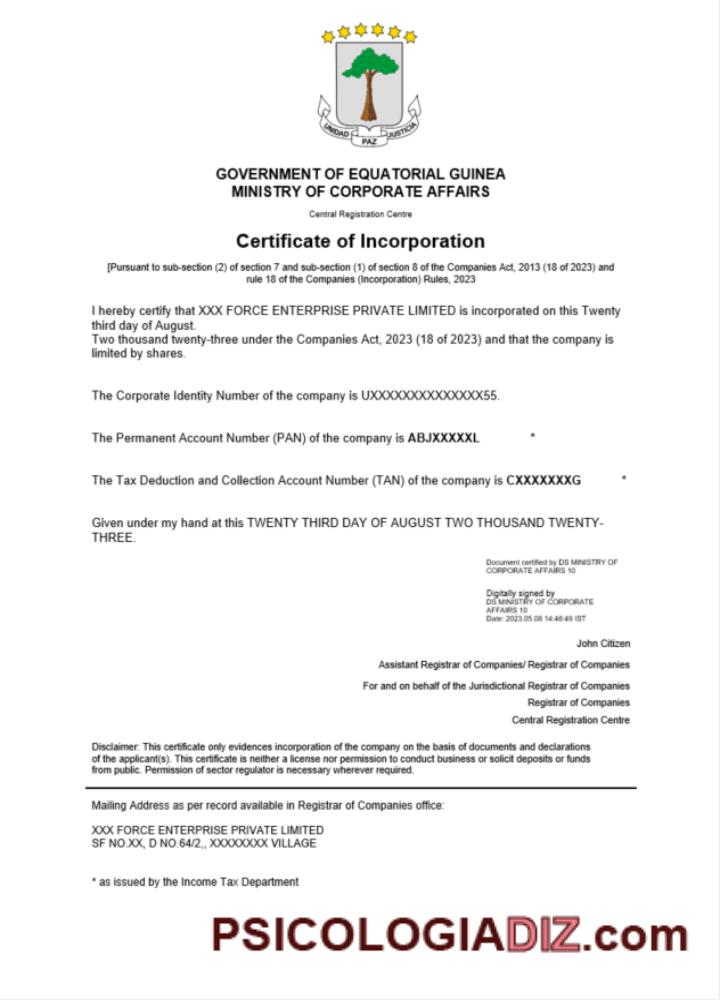 UNIDAD PAZ JUSTICIA
GOVERNMENT OF EQUATORIAL GUINEA
MINISTRY OF CORPORATE AFFAIRS
Central Registration Centre
Certificate of Incorporation
[Pursuant to sub-section (2) of section 7 and sub-section (1) of section 8 of the Companies Act, 2013 (18 of 2023) and
rule 18 of the Companies (Incorporation) Rules, 2023
I hereby certify that XXX FORCE ENTERPRISE PRIVATE LIMITED is incorporated on this Twenty
third day of August.
Two thousand twenty-three under the Companies Act, 2023 (18 of 2023) and that the company is
limited by shares.
The Corporate Identity Number of the company is UXXXXXXXXXXXXXX55.
The Permanent Account Number (PAN) of the company is ABJXXXXXL *
The Tax Deduction and Collection Account Number (TAN) of the company is CXXXXXXXG *
Given under my hand at this TWENTY THIRD DAY OF AUGUST TWO THOUSAND TWENTY-
THREE.
Document certified by DS MINISTRY OF
CORPORATE AFFAIRS 10
Digitally signed by
DS MINISTRY OF CORPORATE
AFFAIRS 10
Date: 2023.05.08 14:46:49 IST
John Citizen
Assistant Registrar of Companies/ Registrar of Companies
For and on behalf of the Jurisdictional Registrar of Companies
Registrar of Companies
Central Registration Centre
Disclaimer: This certificate only evidences incorporation of the company on the basis of documents and declarations
of the applicant(s). This certificate is neither a license nor permission to conduct business or solicit deposits or funds
from public. Permission of sector regulator is necessary wherever required.
Mailing Address as per record available in Registrar of Companies office:
XXX FORCE ENTERPRISE PRIVATE LIMITED
SF NO.XX, D NO.64/2,, XXXXXXXX VILLAGE
* as issued by the Income Tax Department
PSICOLOGIADIZ.com